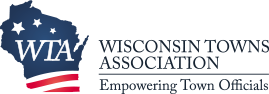 WTA
WISCONSIN TOWNS
ASSOCIATION
Empowering Town Officials